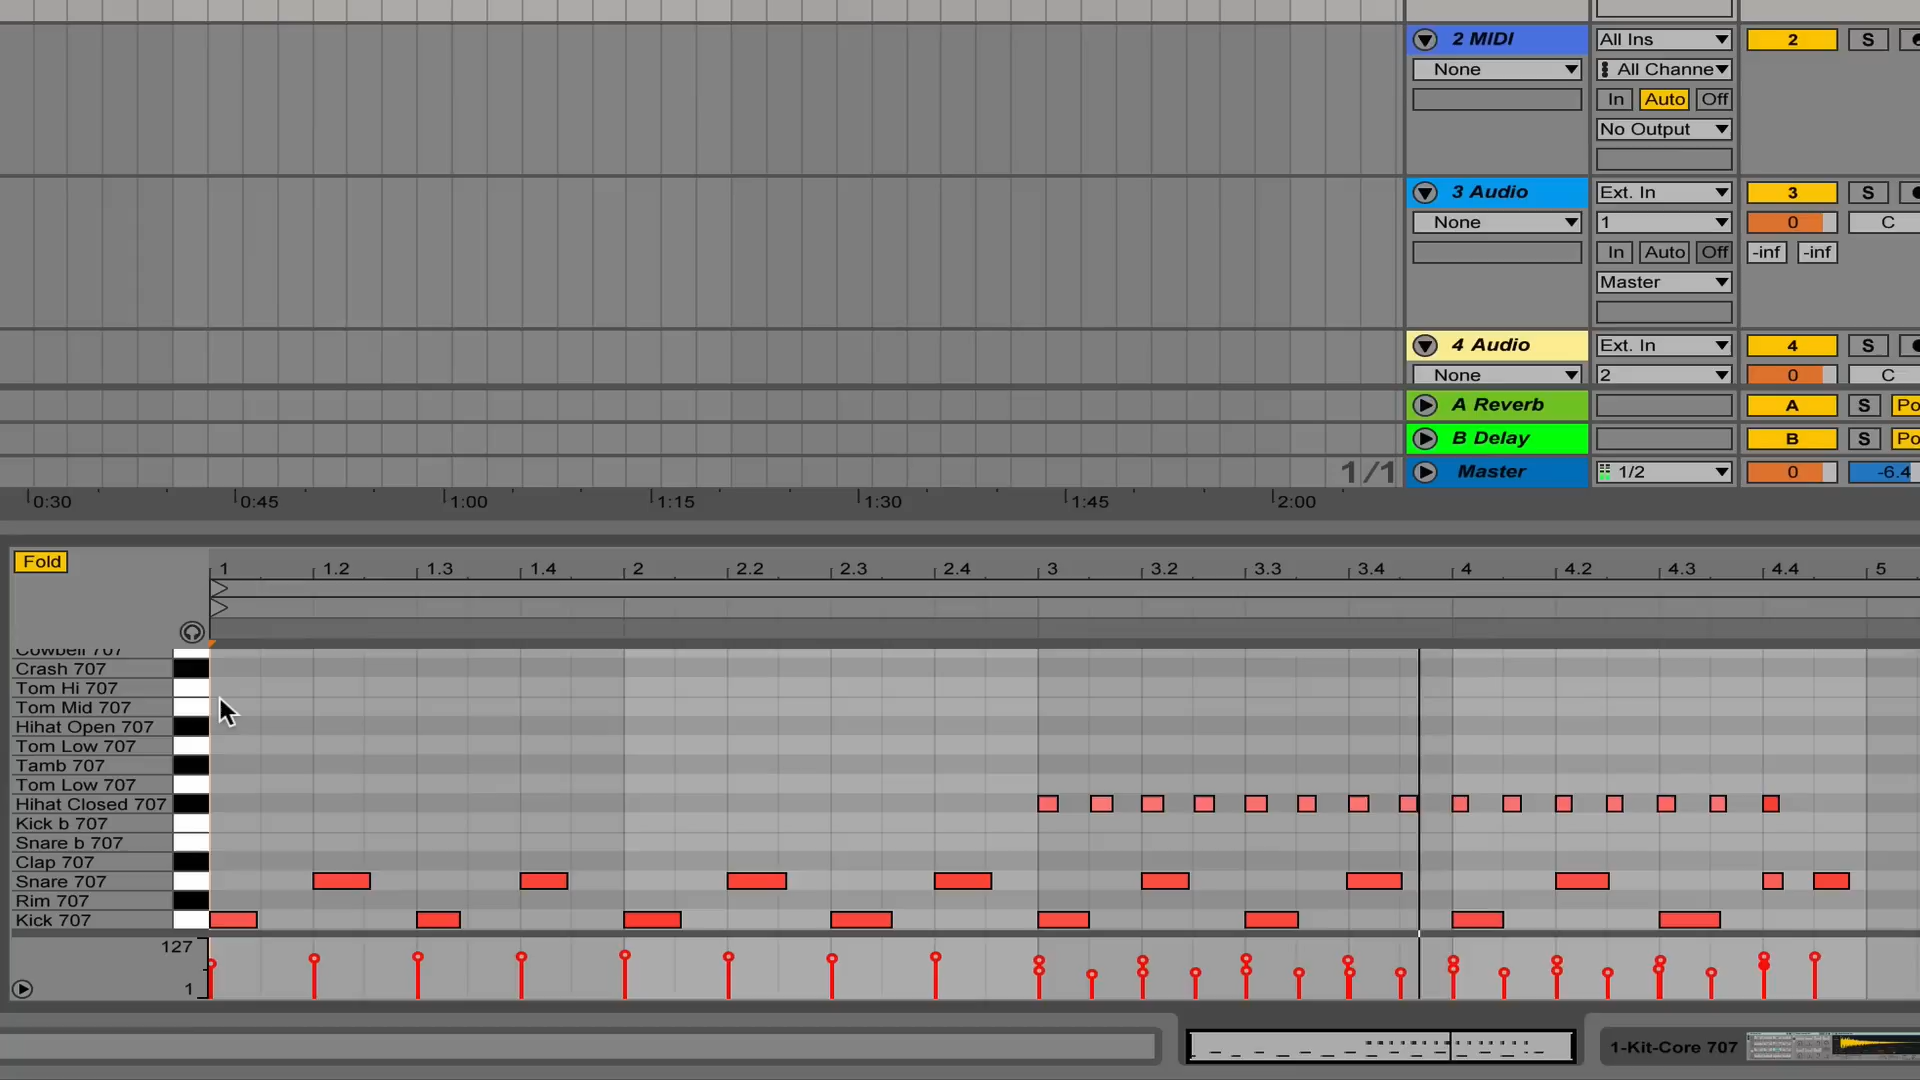 2 MIDI All Ins 2 S
None All Channe
In Auto Off
No Output
3 Audio Ext. In 3 S
None 1 0 C
In Auto Off -inf -inf
Master
4 Audio Ext. In 4 S
None 2 0 C
A Reverb A S Po
B Delay B S Po
1/1 Master 1/2 0 -6.4
0:30 0:45 1:00 1:15 1:30 1:45 2:00
Fold 1 1.2 1.3 1.4 2 2.2 2.3 2.4 3 3.2 3.3 3.4 4 4.2 4.3 4.4 5
Cowbell 707
Crash 707
Tom Hi 707
Tom Mid 707
Hihat Open 707
Tom Low 707
Tamb 707
Tom Low 707
Hihat Closed 707
Kick b 707
Snare b 707
Clap 707
Snare 707
Rim 707
Kick 707
127
1
1-Kit-Core 707